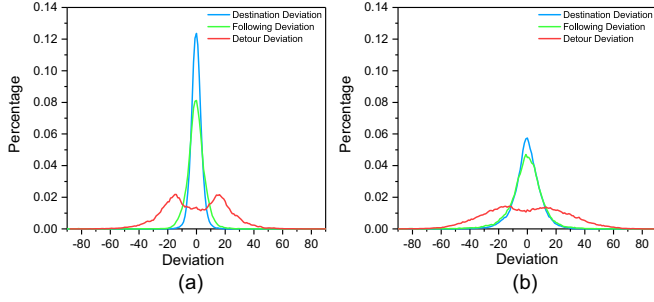 0.14
0.12
0.10
0.08
0.06
0.04
0.02
0.00
Percentage
Destination Deviation
Following Deviation
Detour Deviation
-80 -60 -40 -20 0 20 40 60 80
Deviation
(a)
0.14
0.12
0.10
0.08
0.06
0.04
0.02
0.00
Percentage
Destination Deviation
Following Deviation
Detour Deviation
-80 -60 -40 -20 0 20 40 60 80
Deviation
(b)